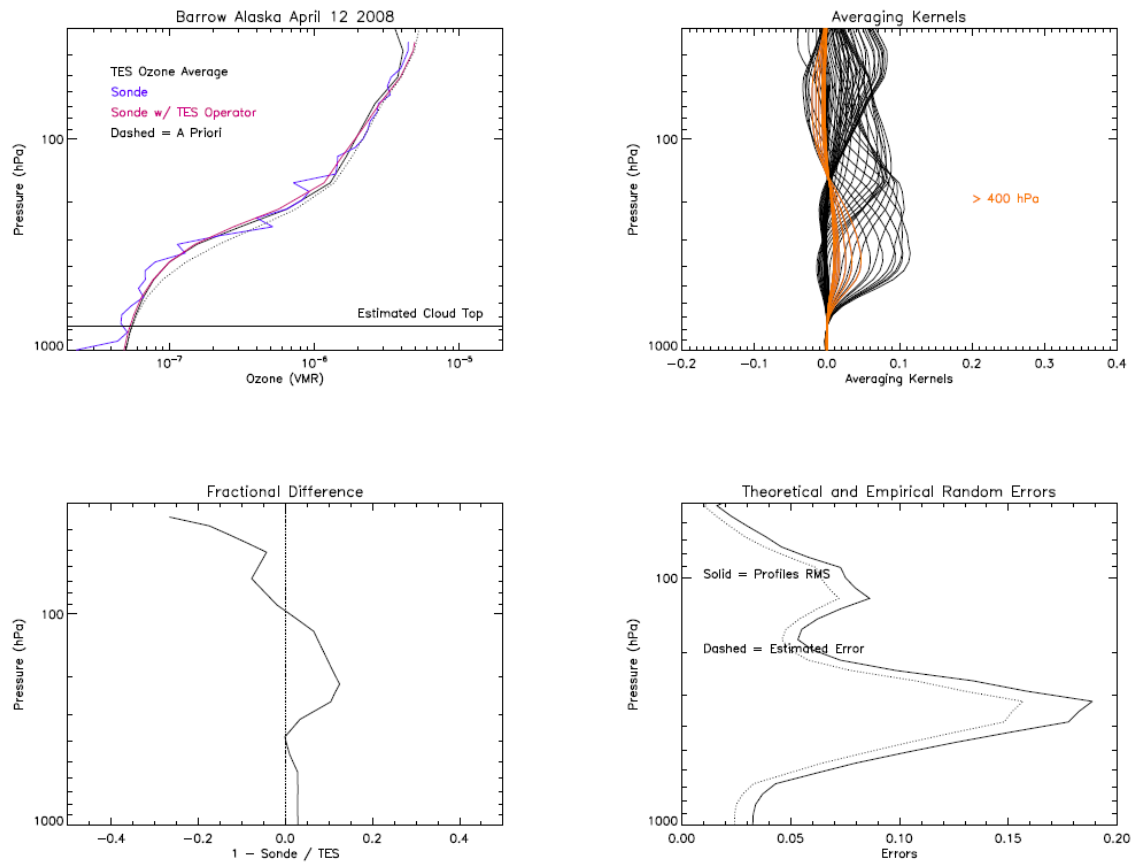 Barrow Alaska April 12 2008
TES Ozone Average
Sonde
Sonde w/ TES Operator
Dashed = A Priori
Estimated Cloud Top
100
1000
Pressure (hPa)
10⁻⁷ 10⁻⁶ 10⁻⁵
Ozone (VMR)
Averaging Kernels
> 400 hPa
100
1000
Pressure (hPa)
−0.2 −0.1 0.0 0.1 0.2 0.3 0.4
Averaging Kernels
Fractional Difference
100
1000
Pressure (hPa)
−0.4 −0.2 0.0 0.2 0.4
1 − Sonde / TES
Theoretical and Empirical Random Errors
Solid = Profiles RMS
Dashed = Estimated Error
100
1000
Pressure (hPa)
0.00 0.05 0.10 0.15 0.20
Errors